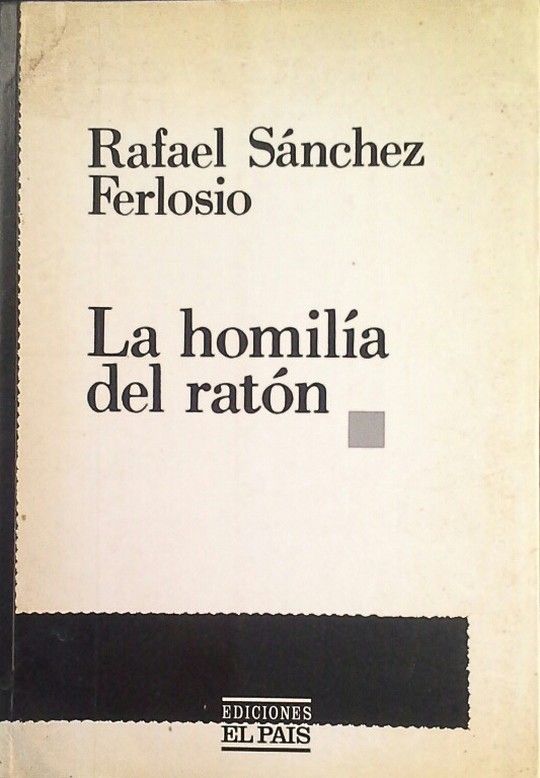 Rafael Sánchez
Ferlosio
La homilía
del ratón
EDICIONES
EL PAIS